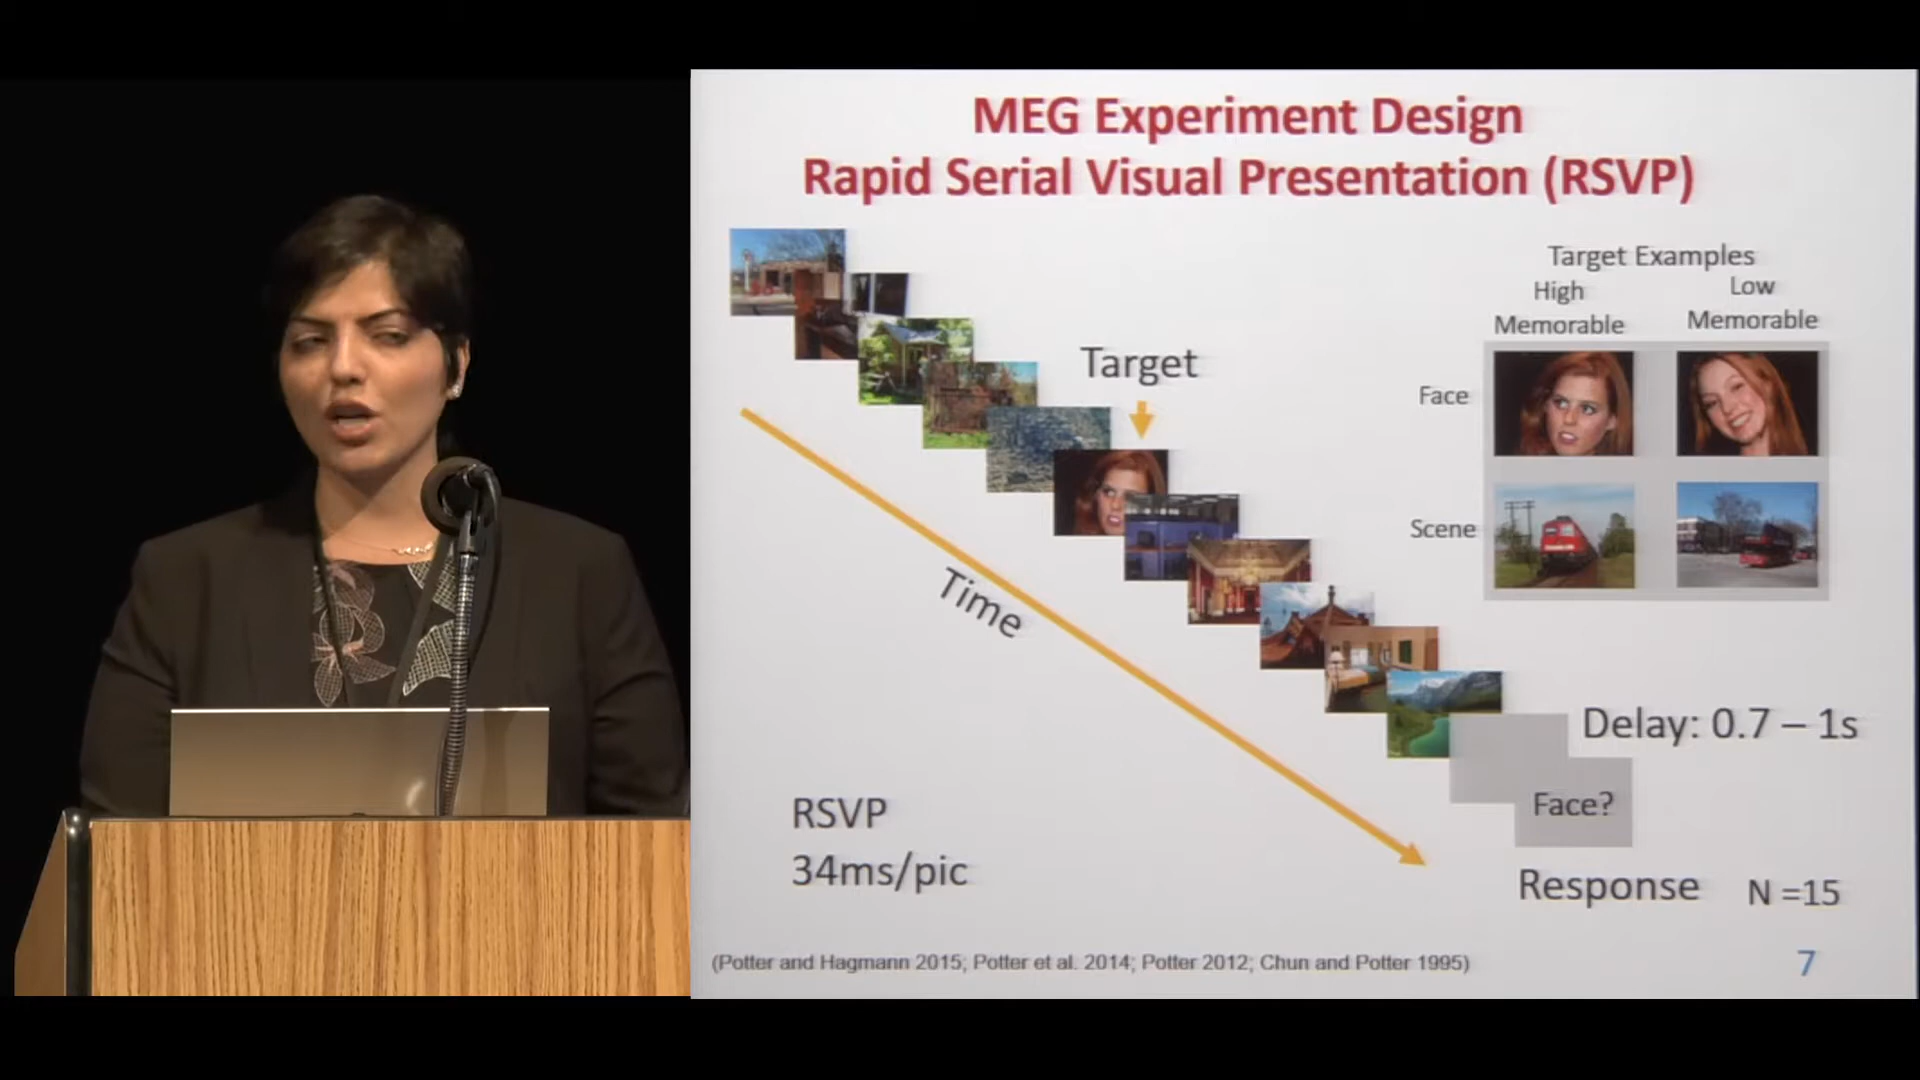 MEG Experiment Design
Rapid Serial Visual Presentation (RSVP)
Target Examples
High
Memorable
Low
Memorable
Target
Face
Scene
Time
Delay: 0.7 – 1s
Face?
RSVP
34ms/pic
Response
N =15
(Potter and Hagmann 2015; Potter et al. 2014; Potter 2012; Chun and Potter 1995)
7